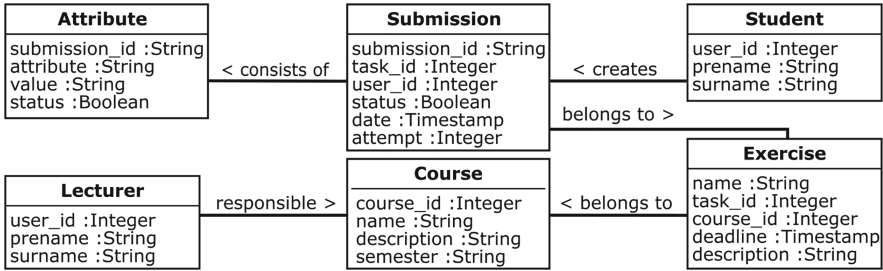 Attribute
submission_id :String
attribute :String
value :String
status :Boolean
< consists of
Submission
submission_id :String
task_id :Integer
user_id :Integer
status :Boolean
date :Timestamp
attempt :Integer
< creates
Student
user_id :Integer
prename :String
surname :String
belongs to >
Lecturer
user_id :Integer
prename :String
surname :String
responsible >
Course
course_id :Integer
name :String
description :String
semester :String
< belongs to
Exercise
name :String
task_id :Integer
course_id :Integer
deadline :Timestamp
description :String